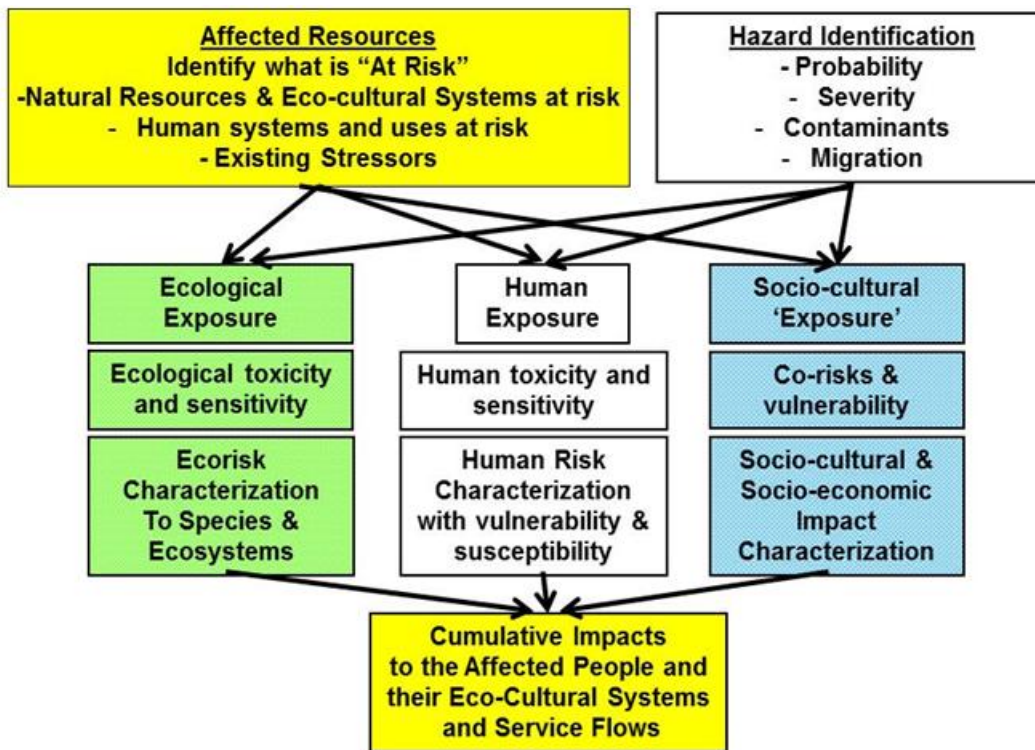 Affected Resources
Identify what is “At Risk”
-Natural Resources & Eco-cultural Systems at risk
- Human systems and uses at risk
- Existing Stressors
Hazard Identification
- Probability
- Severity
- Contaminants
- Migration
Ecological
Exposure
Human
Exposure
Socio-cultural
‘Exposure’
Ecological toxicity
and sensitivity
Human toxicity and
sensitivity
Co-risks &
vulnerability
Ecorisk
Characterization
To Species &
Ecosystems
Human Risk
Characterization
with vulnerability &
susceptibility
Socio-cultural &
Socio-economic
Impact
Characterization
Cumulative Impacts
to the Affected People and
their Eco-Cultural Systems
and Service Flows